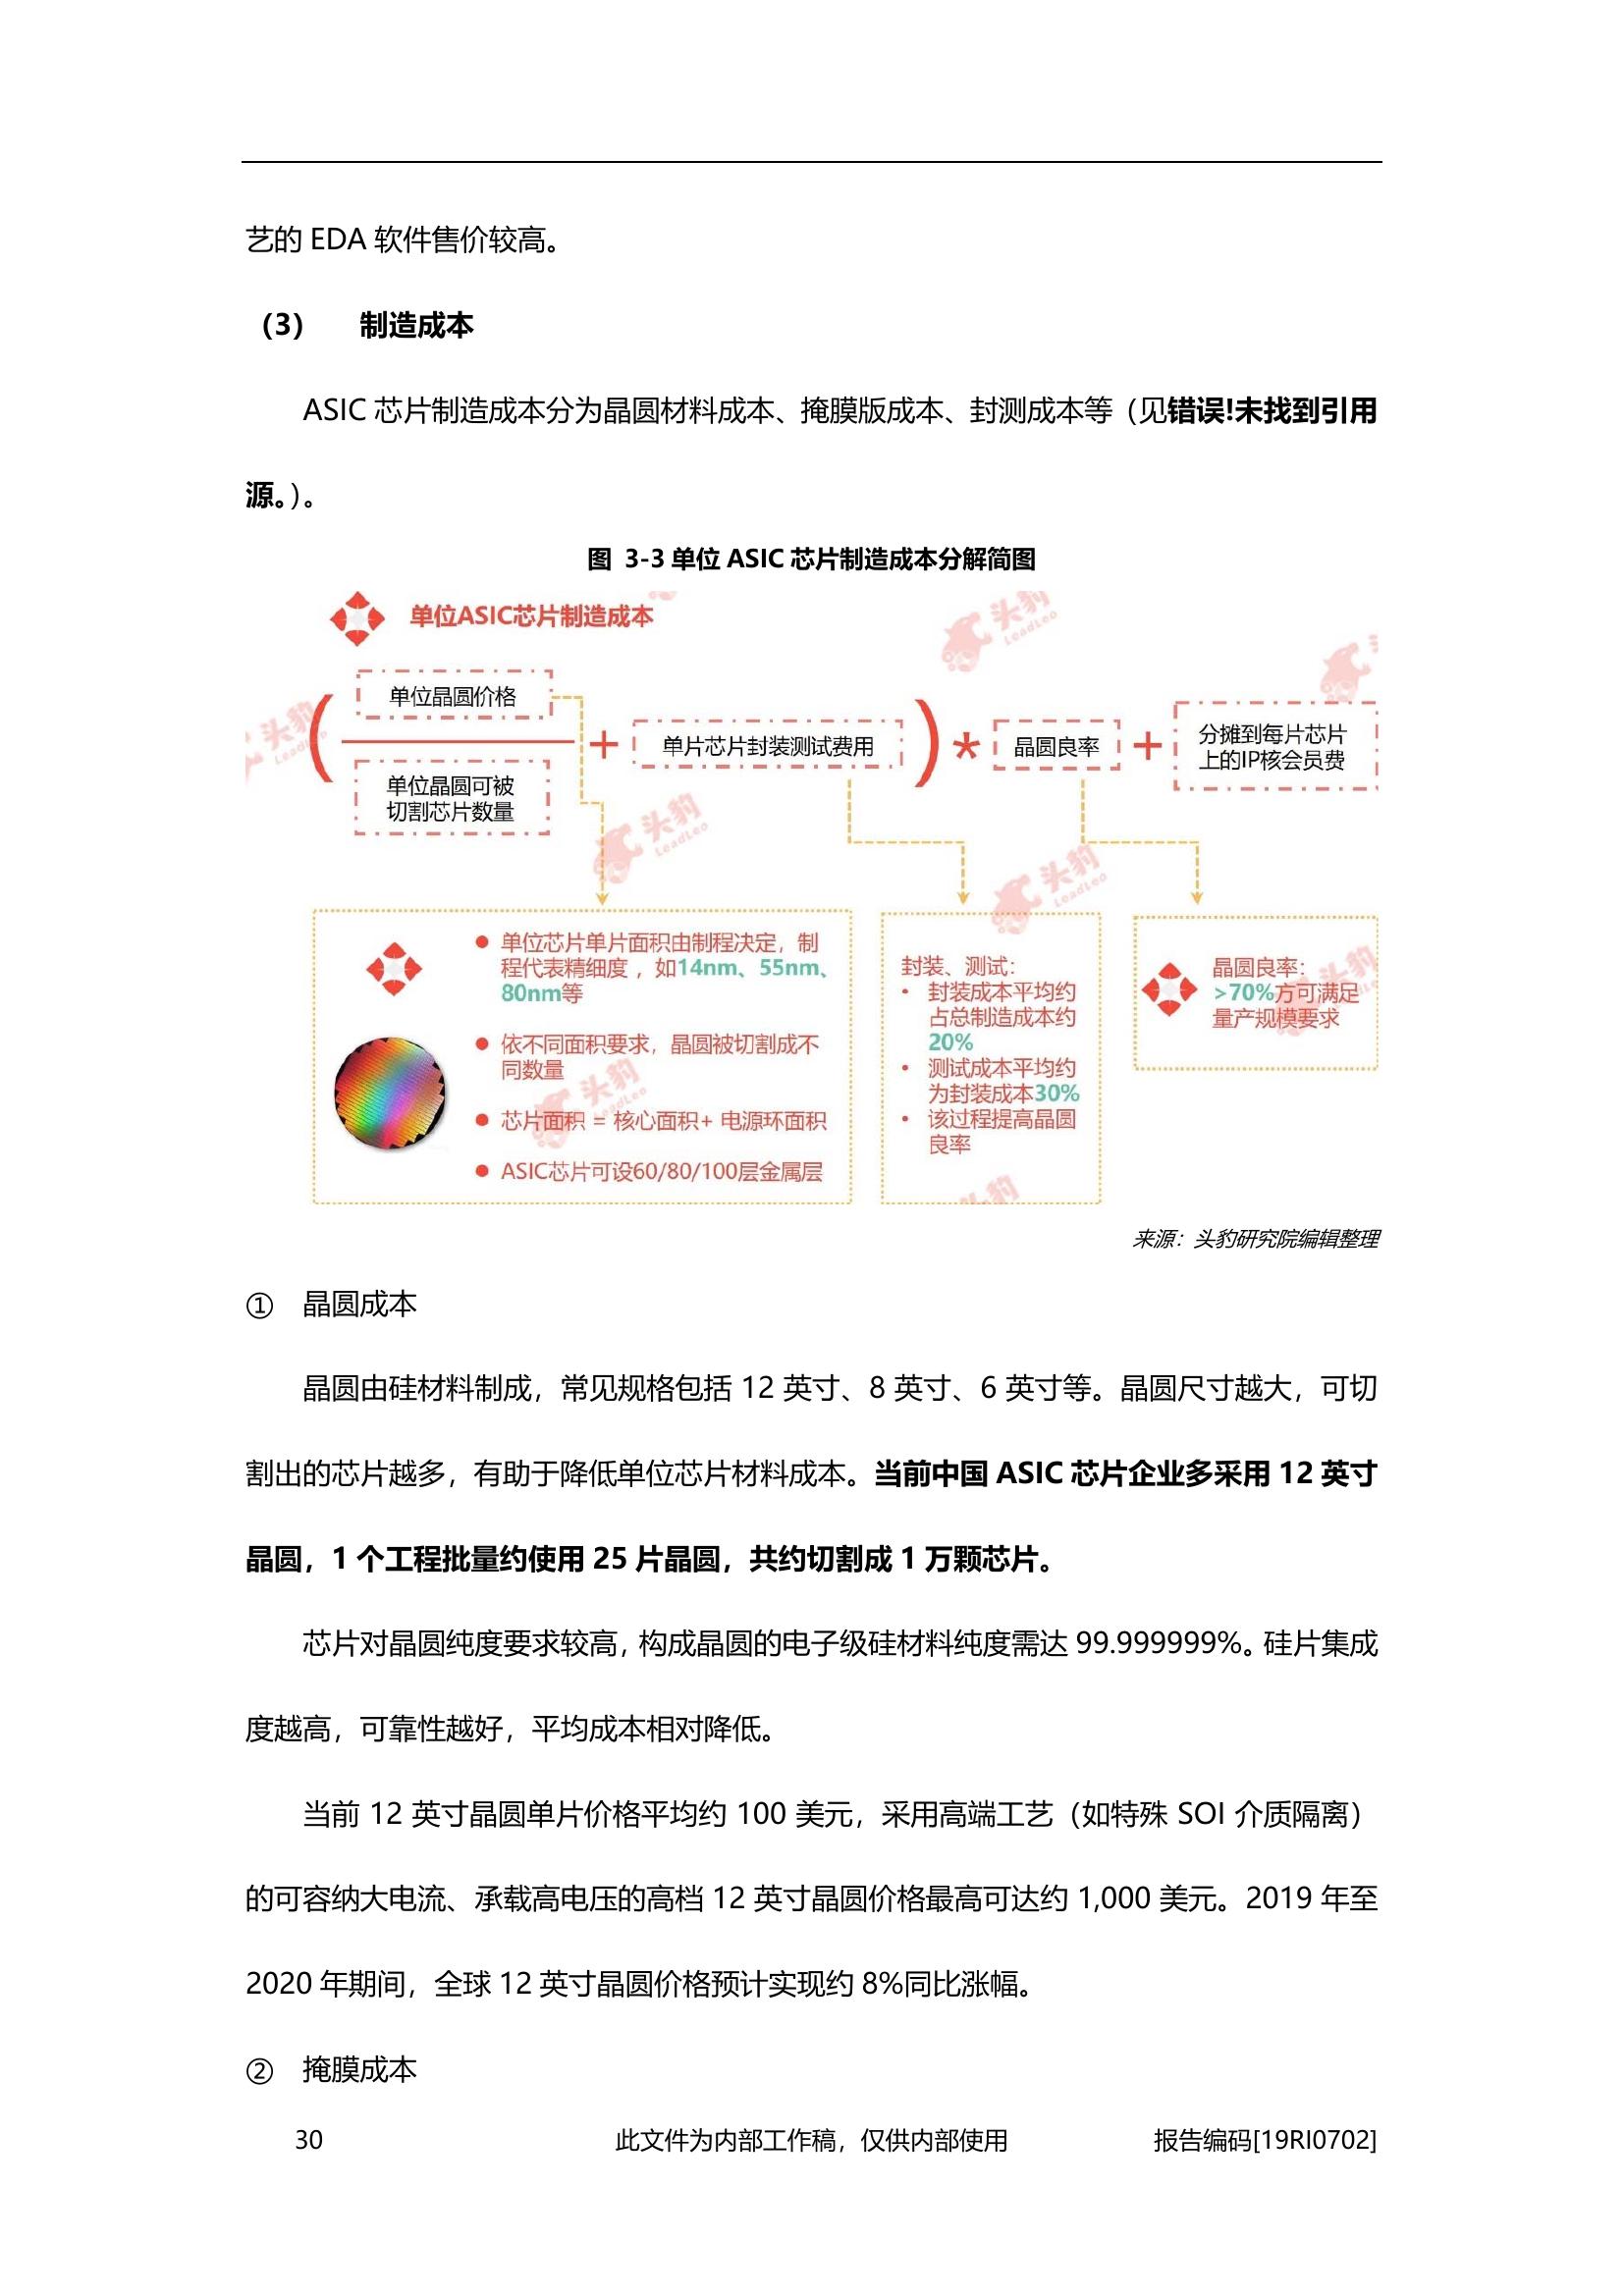 艺的 EDA 软件售价较高。
（3） 制造成本
ASIC 芯片制造成本分为晶圆材料成本、掩膜版成本、封测成本等（见错误!未找到引用
源。）。
图 3-3 单位 ASIC 芯片制造成本分解简图
单位ASIC芯片制造成本
单位晶圆价格
单位晶圆可被
切割芯片数量
(
+
单片芯片封装测试费用
)
*
晶圆良率
+
分摊到每片芯片
上的IP核会员费
● 单位芯片单片面积由制程决定，制
程代表精细度，如14nm、55nm、
80nm等
● 依不同面积要求，晶圆被切割成不
同数量
● 芯片面积 = 核心面积+ 电源环面积
● ASIC芯片可设60/80/100层金属层
封装、测试：
• 封装成本平均约
占总制造成本约
20%
• 测试成本平均约
为封装成本30%
• 该过程提高晶圆
良率
晶圆良率：
>70%方可满足
量产规模要求
头豹
LeadLeo
头豹
LeadLeo
头豹
LeadLeo
头豹
LeadLeo
头豹
LeadLeo
头豹
来源：头豹研究院编辑整理
① 晶圆成本
晶圆由硅材料制成，常见规格包括 12 英寸、8 英寸、6 英寸等。晶圆尺寸越大，可切
割出的芯片越多，有助于降低单位芯片材料成本。当前中国 ASIC 芯片企业多采用 12 英寸
晶圆，1 个工程批量约使用 25 片晶圆，共约切割成 1 万颗芯片。
芯片对晶圆纯度要求较高，构成晶圆的电子级硅材料纯度需达 99.999999%。硅片集成
度越高，可靠性越好，平均成本相对降低。
当前 12 英寸晶圆单片价格平均约 100 美元，采用高端工艺（如特殊 SOI 介质隔离）
的可容纳大电流、承载高电压的高档 12 英寸晶圆价格最高可达约 1,000 美元。2019 年至
2020 年期间，全球 12 英寸晶圆价格预计实现约 8%同比涨幅。
② 掩膜成本
30 此文件为内部工作稿，仅供内部使用 报告编码[19RI0702]